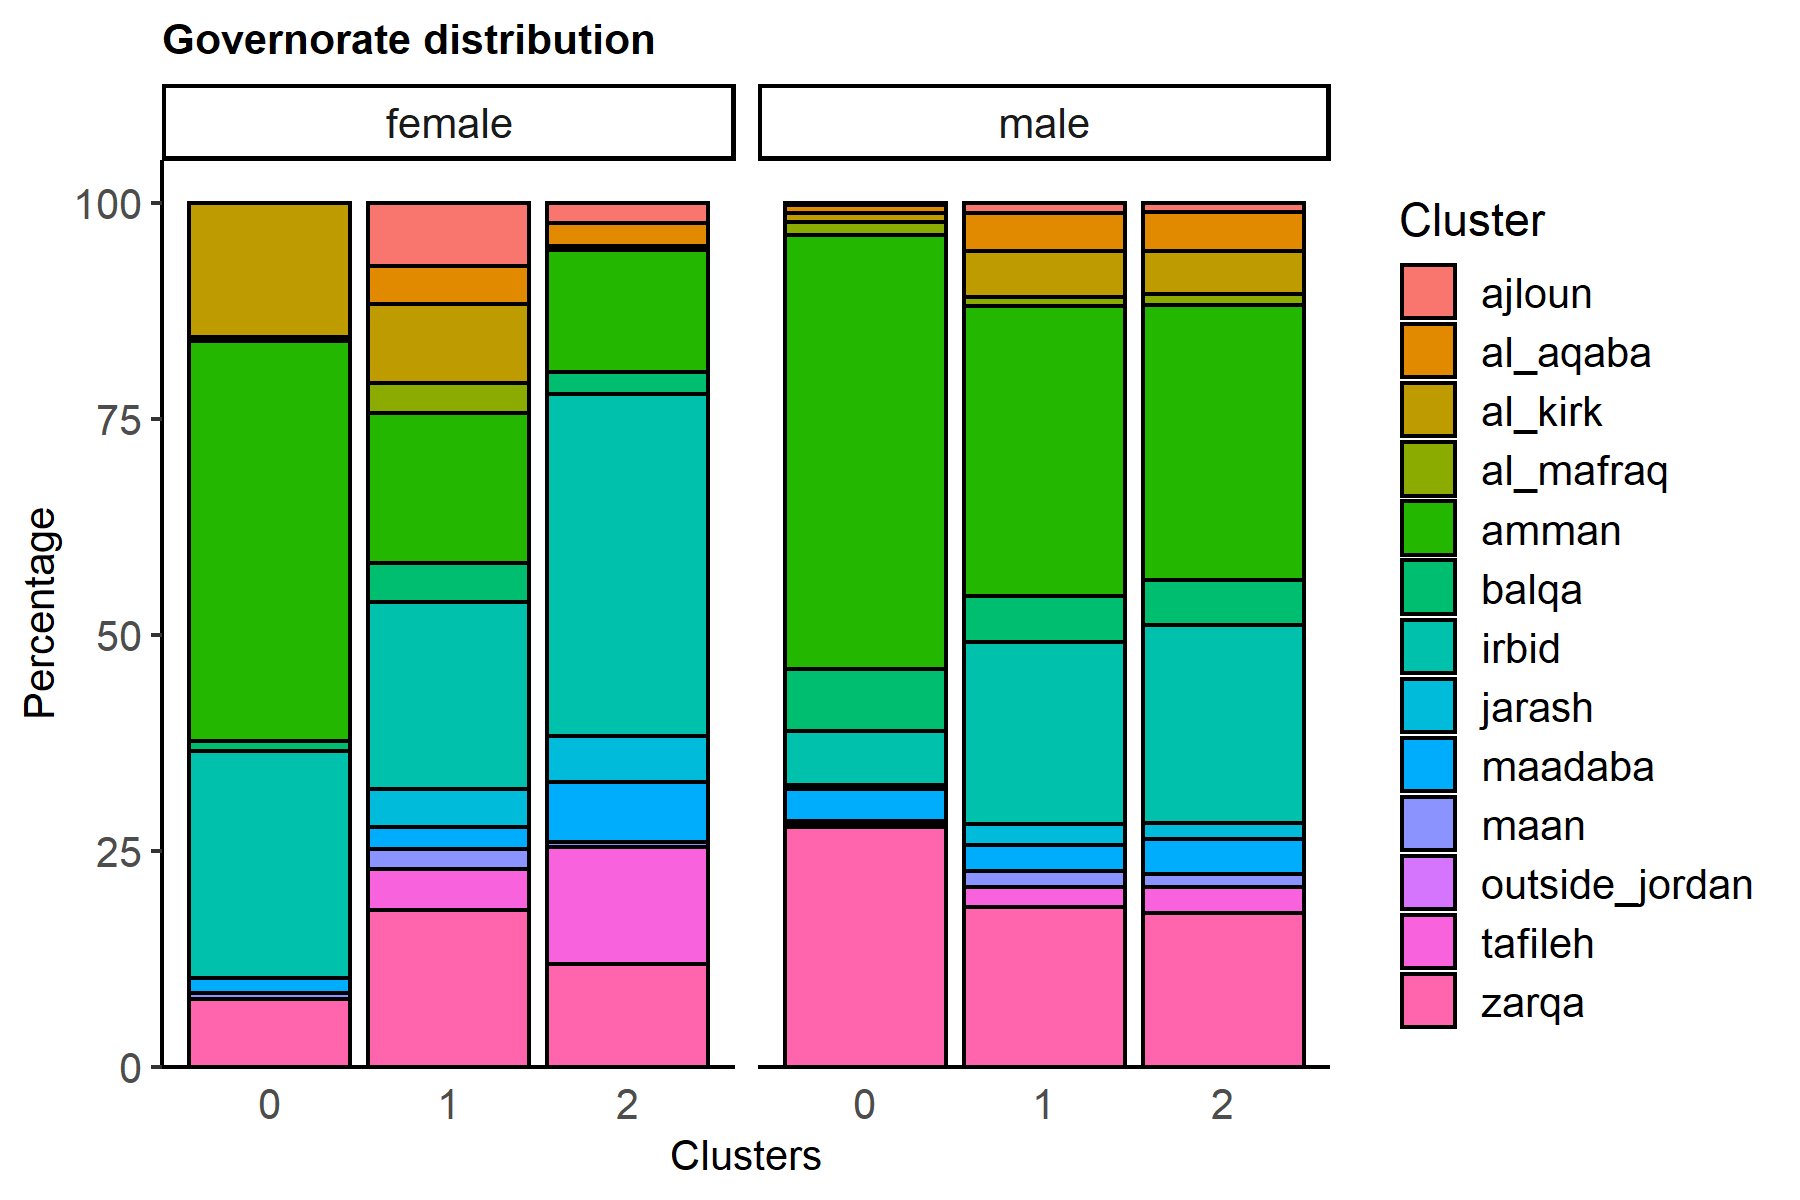 Governorate distribution
female
male
100
75
50
25
0
Percentage
0
1
2
0
1
2
Clusters
Cluster
ajloun
al_aqaba
al_kirk
al_mafraq
amman
balqa
irbid
jarash
maadaba
maan
outside_jordan
tafileh
zarqa